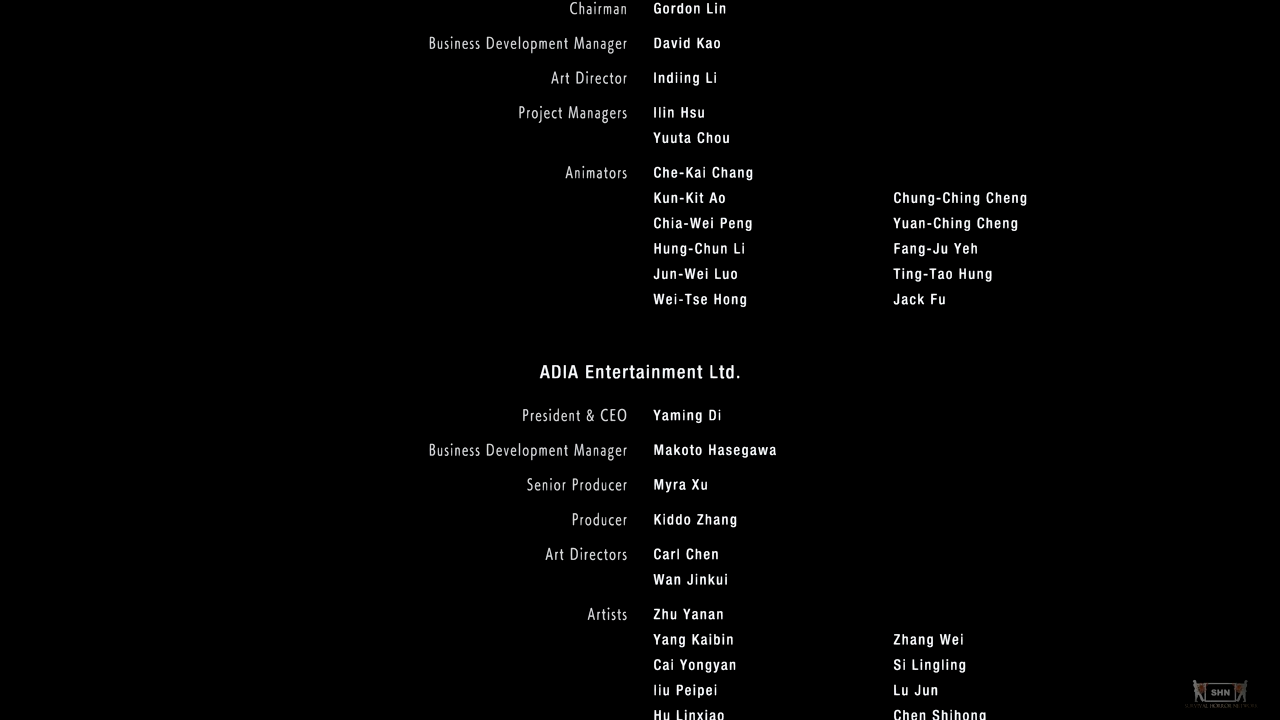 Chairman Gordon Lin
Business Development Manager David Kao
Art Director Indiing Li
Project Managers Ilin Hsu
Yuuta Chou
Animators Che-Kai Chang
Kun-Kit Ao Chung-Ching Cheng
Chia-Wei Peng Yuan-Ching Cheng
Hung-Chun Li Fang-Ju Yeh
Jun-Wei Luo Ting-Tao Hung
Wei-Tse Hong Jack Fu
ADIA Entertainment Ltd.
President & CEO Yaming Di
Business Development Manager Makoto Hasegawa
Senior Producer Myra Xu
Producer Kiddo Zhang
Art Directors Carl Chen
Wan Jinkui
Artists Zhu Yanan
Yang Kaibin Zhang Wei
Cai Yongyan Si Lingling
liu Peipei Lu Jun
Hu Linxiao Chen Shihong
SHN